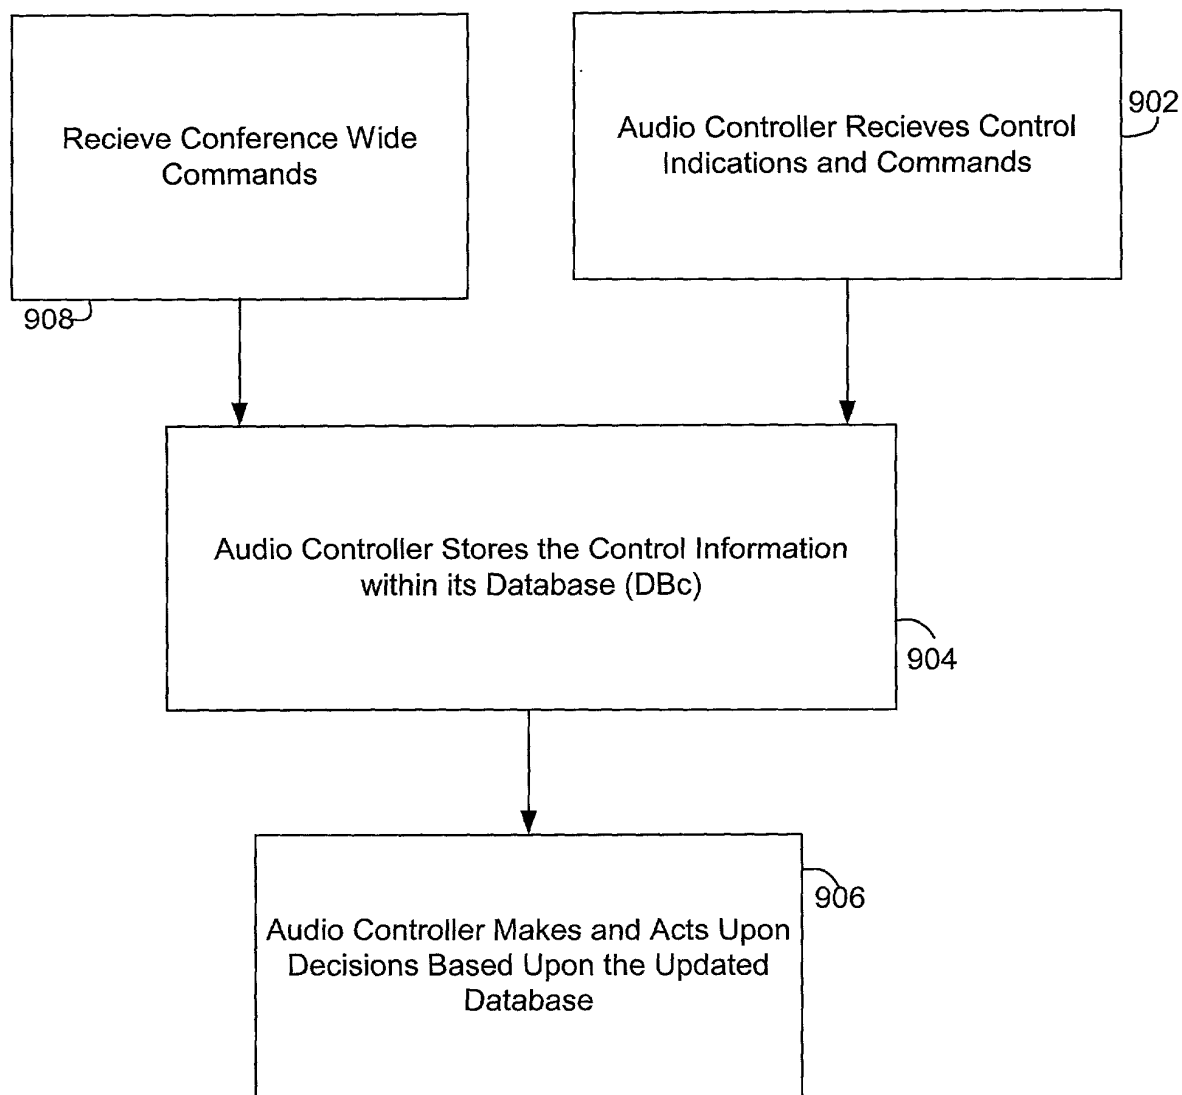 Recieve Conference Wide
Commands
908
Audio Controller Recieves Control
Indications and Commands
902
Audio Controller Stores the Control Information
within its Database (DBc)
904
Audio Controller Makes and Acts Upon
Decisions Based Upon the Updated
Database
906